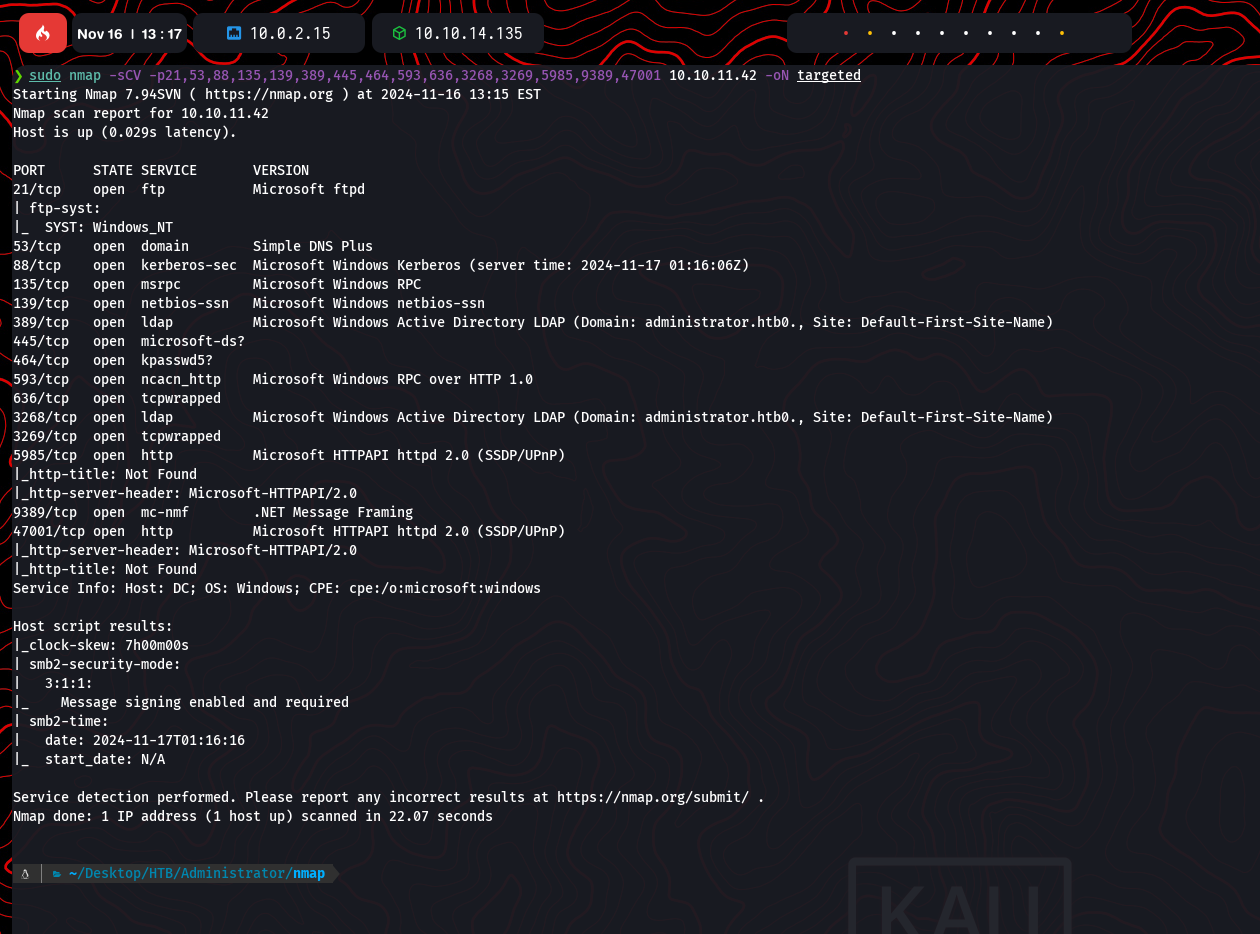 Nov 16 | 13 : 17 10.0.2.15 10.10.14.135
❯ sudo nmap -sCV -p21,53,88,135,139,389,445,464,593,636,3268,3269,5985,9389,47001 10.10.11.42 -oN targeted
Starting Nmap 7.94SVN ( https://nmap.org ) at 2024-11-16 13:15 EST
Nmap scan report for 10.10.11.42
Host is up (0.029s latency).
PORT      STATE SERVICE       VERSION
21/tcp    open  ftp           Microsoft ftpd
| ftp-syst:
|_  SYST: Windows_NT
53/tcp    open  domain        Simple DNS Plus
88/tcp    open  kerberos-sec  Microsoft Windows Kerberos (server time: 2024-11-17 01:16:06Z)
135/tcp   open  msrpc         Microsoft Windows RPC
139/tcp   open  netbios-ssn   Microsoft Windows netbios-ssn
389/tcp   open  ldap          Microsoft Windows Active Directory LDAP (Domain: administrator.htb0., Site: Default-First-Site-Name)
445/tcp   open  microsoft-ds?
464/tcp   open  kpasswd5?
593/tcp   open  ncacn_http    Microsoft Windows RPC over HTTP 1.0
636/tcp   open  tcpwrapped
3268/tcp  open  ldap          Microsoft Windows Active Directory LDAP (Domain: administrator.htb0., Site: Default-First-Site-Name)
3269/tcp  open  tcpwrapped
5985/tcp  open  http          Microsoft HTTPAPI httpd 2.0 (SSDP/UPnP)
|_http-title: Not Found
|_http-server-header: Microsoft-HTTPAPI/2.0
9389/tcp  open  mc-nmf        .NET Message Framing
47001/tcp open  http          Microsoft HTTPAPI httpd 2.0 (SSDP/UPnP)
|_http-server-header: Microsoft-HTTPAPI/2.0
|_http-title: Not Found
Service Info: Host: DC; OS: Windows; CPE: cpe:/o:microsoft:windows
Host script results:
|_clock-skew: 7h00m00s
| smb2-security-mode:
|   3:1:1:
|_    Message signing enabled and required
| smb2-time:
|   date: 2024-11-17T01:16:16
|_  start_date: N/A
Service detection performed. Please report any incorrect results at https://nmap.org/submit/ .
Nmap done: 1 IP address (1 host up) scanned in 22.07 seconds
~/Desktop/HTB/Administrator/nmap
KALI